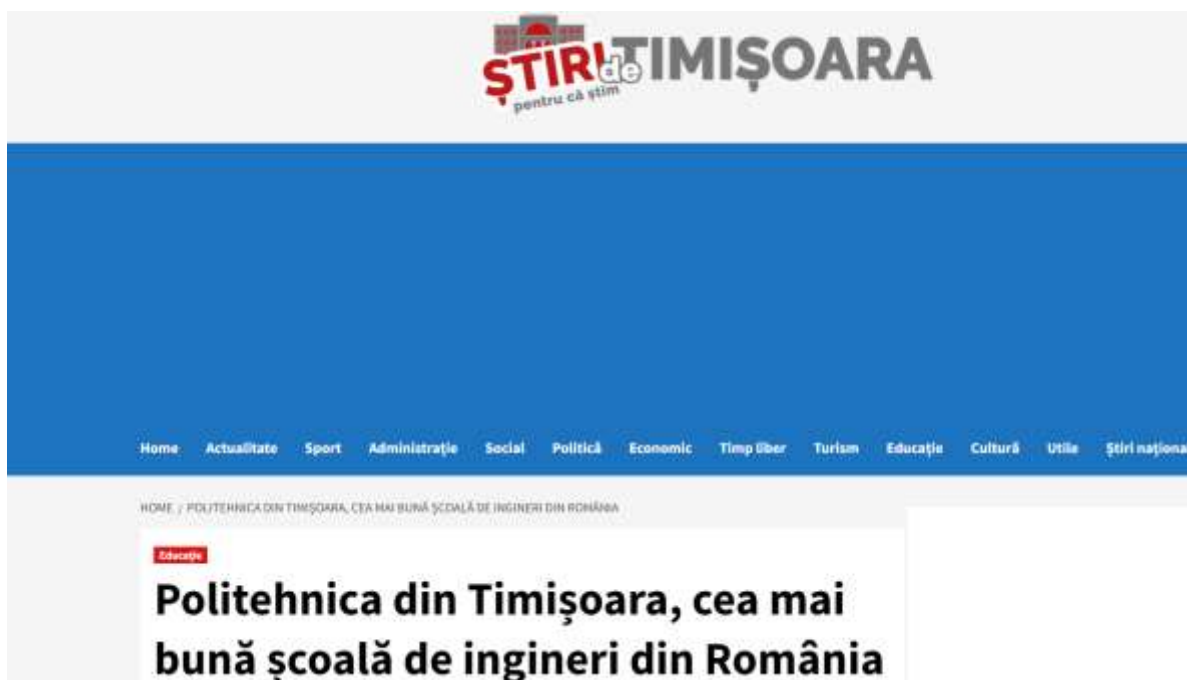 ȘTIRI de TIMIȘOARA
pentru că știm
Home Actualitate Sport Administrație Social Politică Economic Timp liber Turism Educație Cultură Utile Știri naționa
HOME / POLITEHNICA DIN TIMIȘOARA, CEA MAI BUNĂ ȘCOALĂ DE INGINERI DIN ROMÂNIA
Educație
Politehnica din Timișoara, cea mai
bună școală de ingineri din România